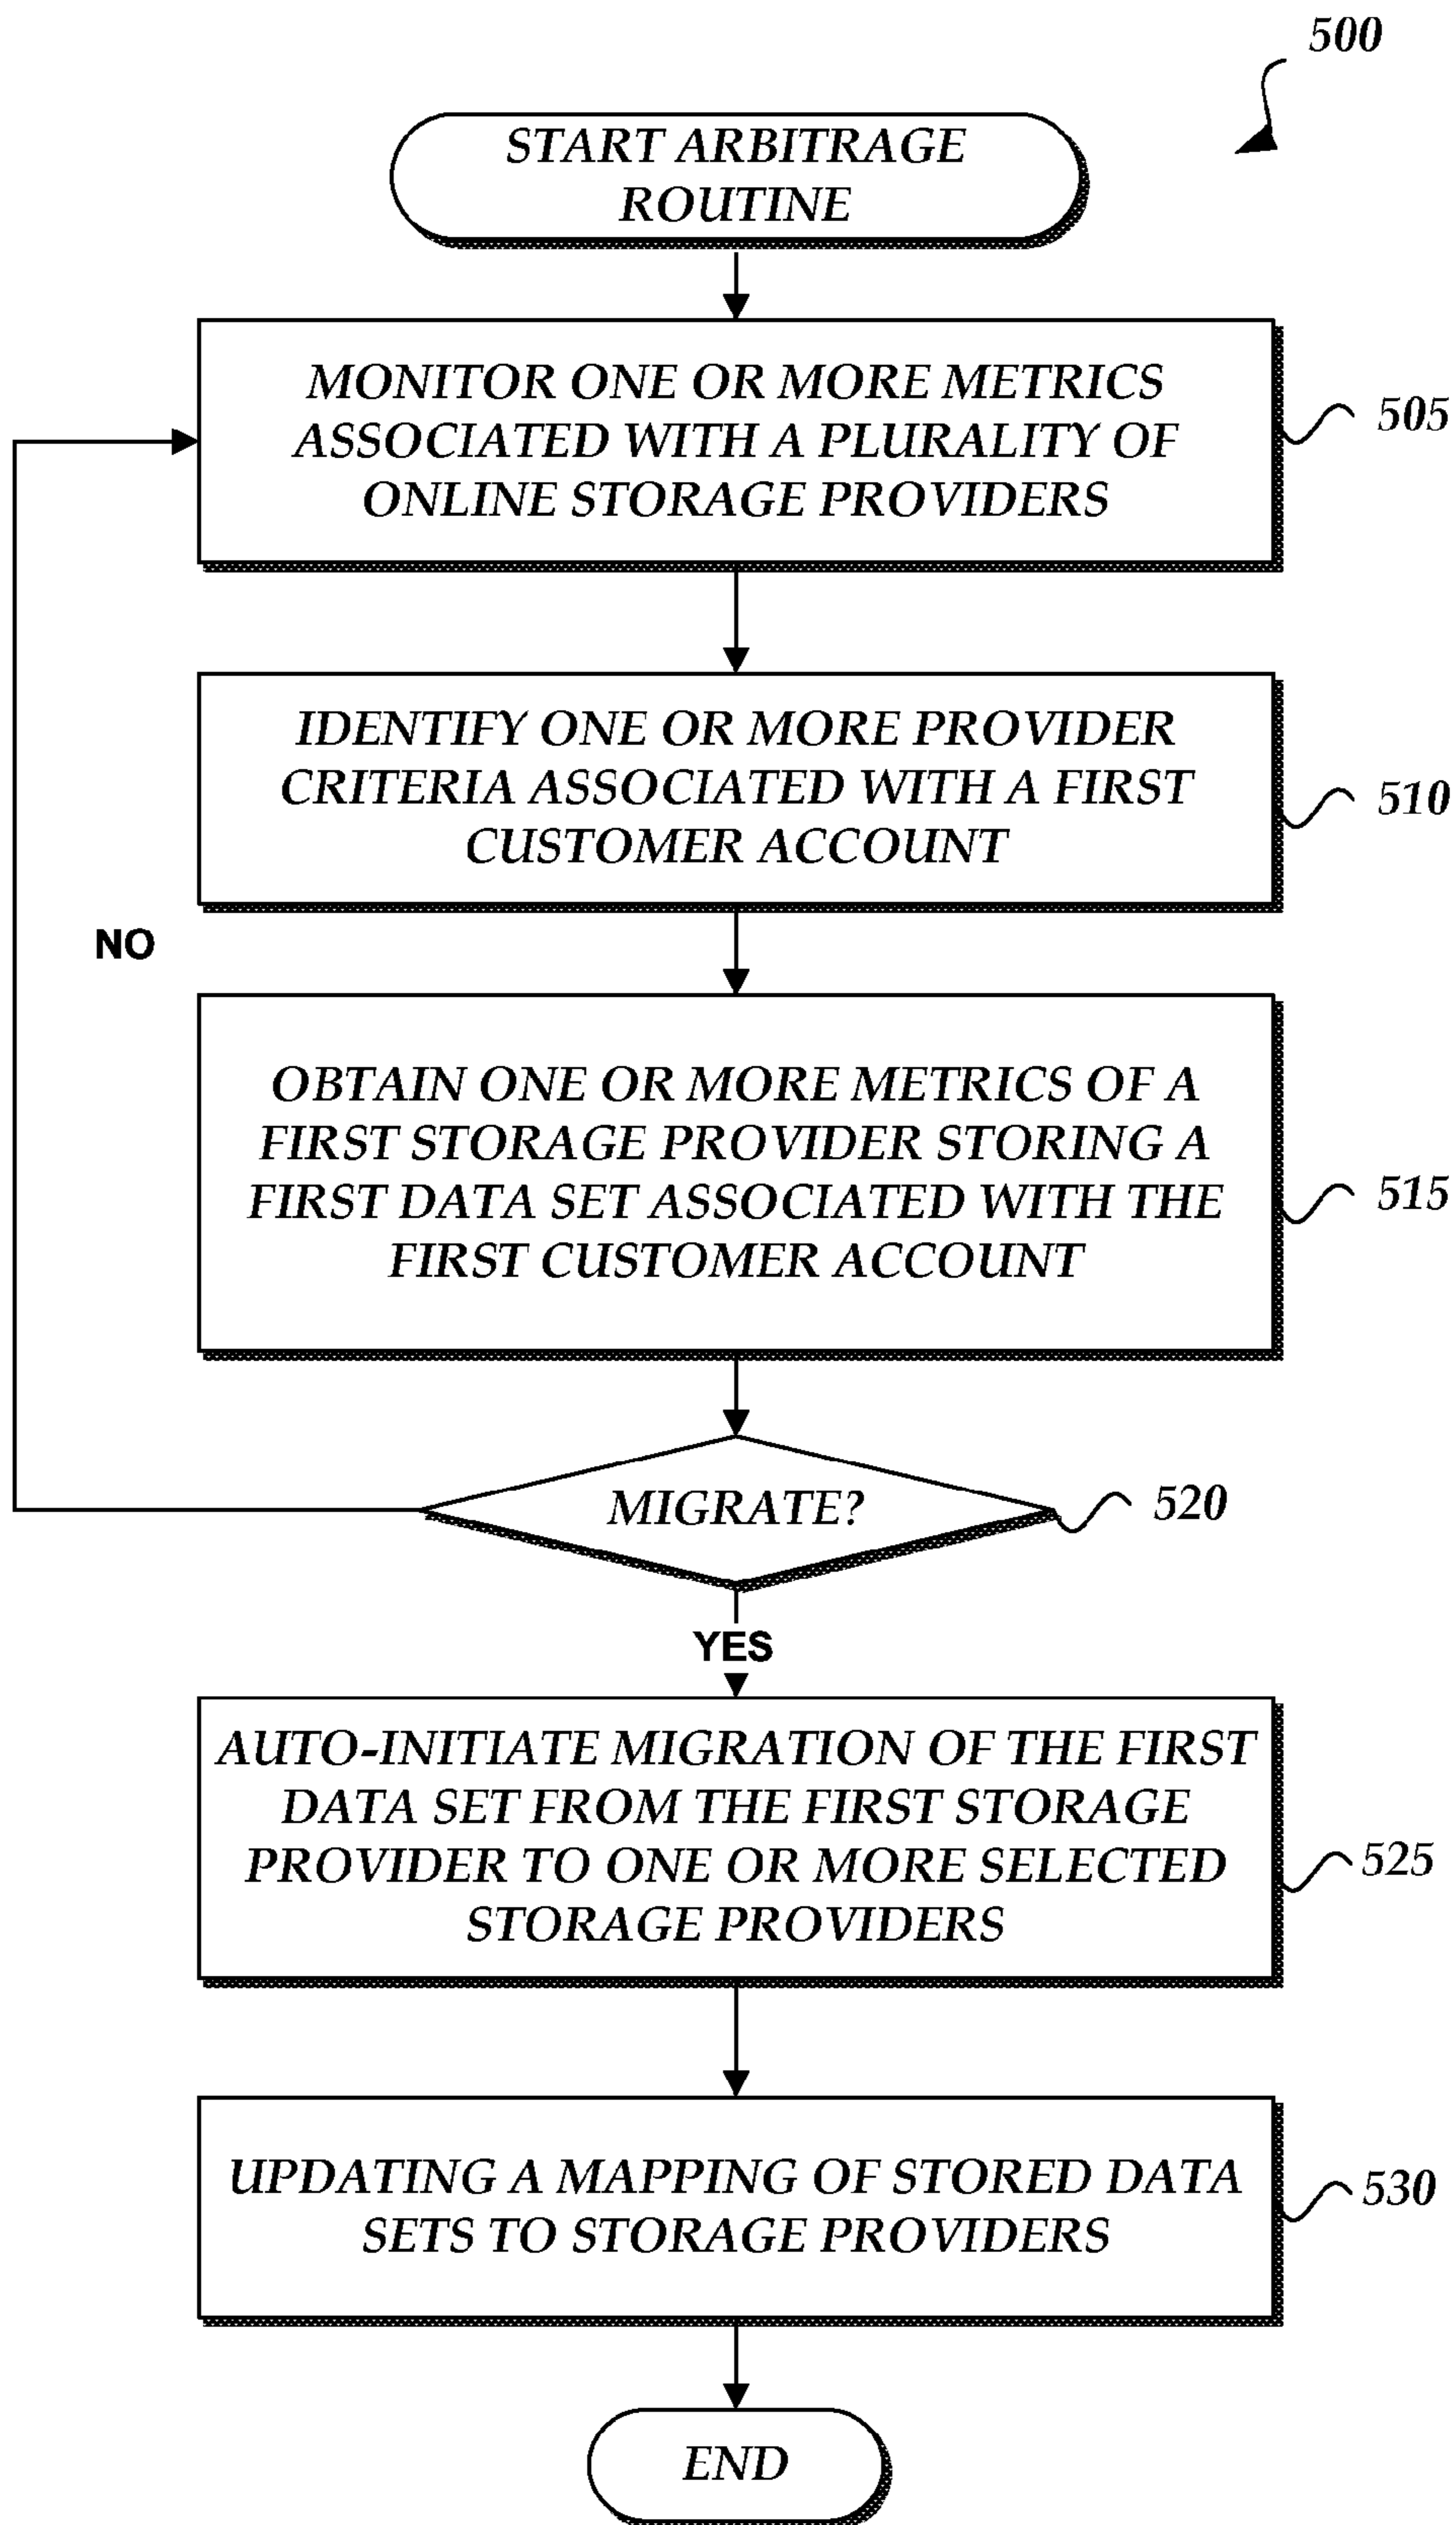 500
START ARBITRAGE
ROUTINE
MONITOR ONE OR MORE METRICS
ASSOCIATED WITH A PLURALITY OF
ONLINE STORAGE PROVIDERS
505
IDENTIFY ONE OR MORE PROVIDER
CRITERIA ASSOCIATED WITH A FIRST
CUSTOMER ACCOUNT
510
NO
OBTAIN ONE OR MORE METRICS OF A
FIRST STORAGE PROVIDER STORING A
FIRST DATA SET ASSOCIATED WITH THE
FIRST CUSTOMER ACCOUNT
515
MIGRATE?
520
YES
AUTO-INITIATE MIGRATION OF THE FIRST
DATA SET FROM THE FIRST STORAGE
PROVIDER TO ONE OR MORE SELECTED
STORAGE PROVIDERS
525
UPDATING A MAPPING OF STORED DATA
SETS TO STORAGE PROVIDERS
530
END